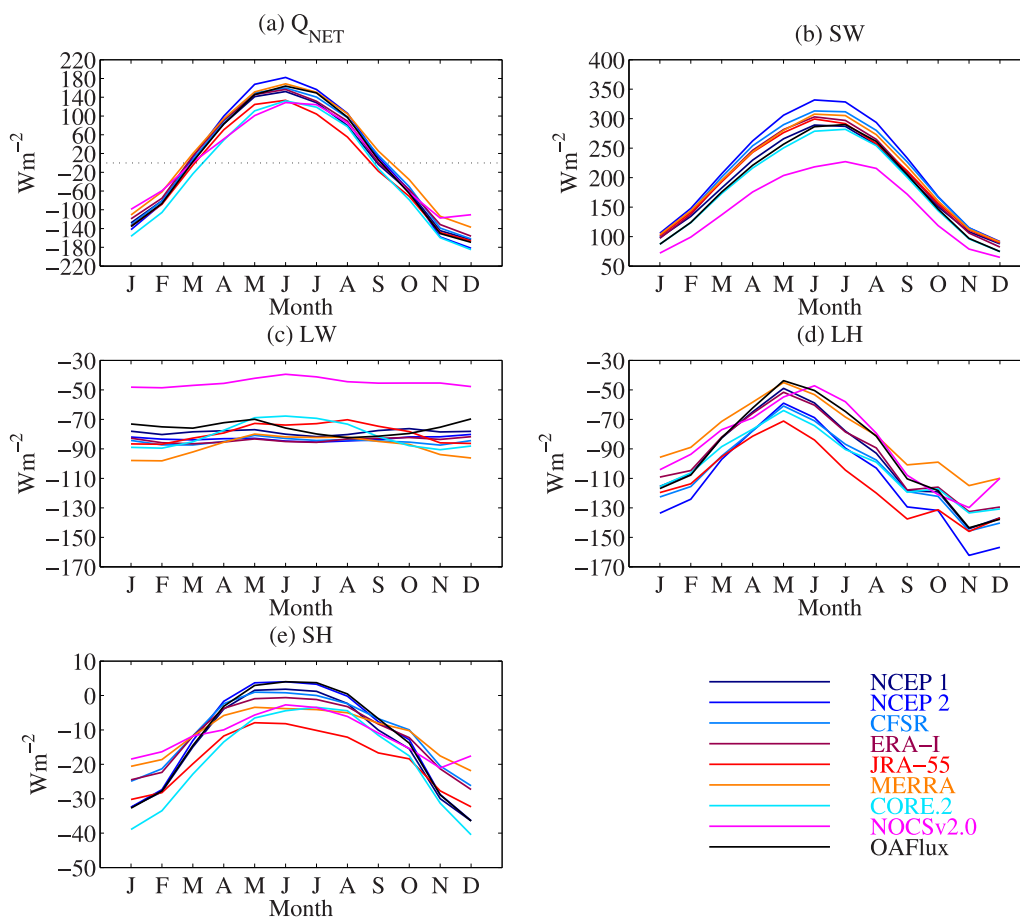 (a) Q_NET
220
180
140
100
60
20
−20
−60
−100
−140
−180
−220
Wm⁻²
J F M A M J J A S O N D
Month
(b) SW
400
350
300
250
200
150
100
50
Wm⁻²
J F M A M J J A S O N D
Month
(c) LW
−30
−50
−70
−90
−110
−130
−150
−170
Wm⁻²
J F M A M J J A S O N D
Month
(d) LH
−30
−50
−70
−90
−110
−130
−150
−170
Wm⁻²
J F M A M J J A S O N D
Month
(e) SH
10
0
−10
−20
−30
−40
−50
Wm⁻²
J F M A M J J A S O N D
Month
NCEP 1
NCEP 2
CFSR
ERA−I
JRA−55
MERRA
CORE.2
NOCSv2.0
OAFlux